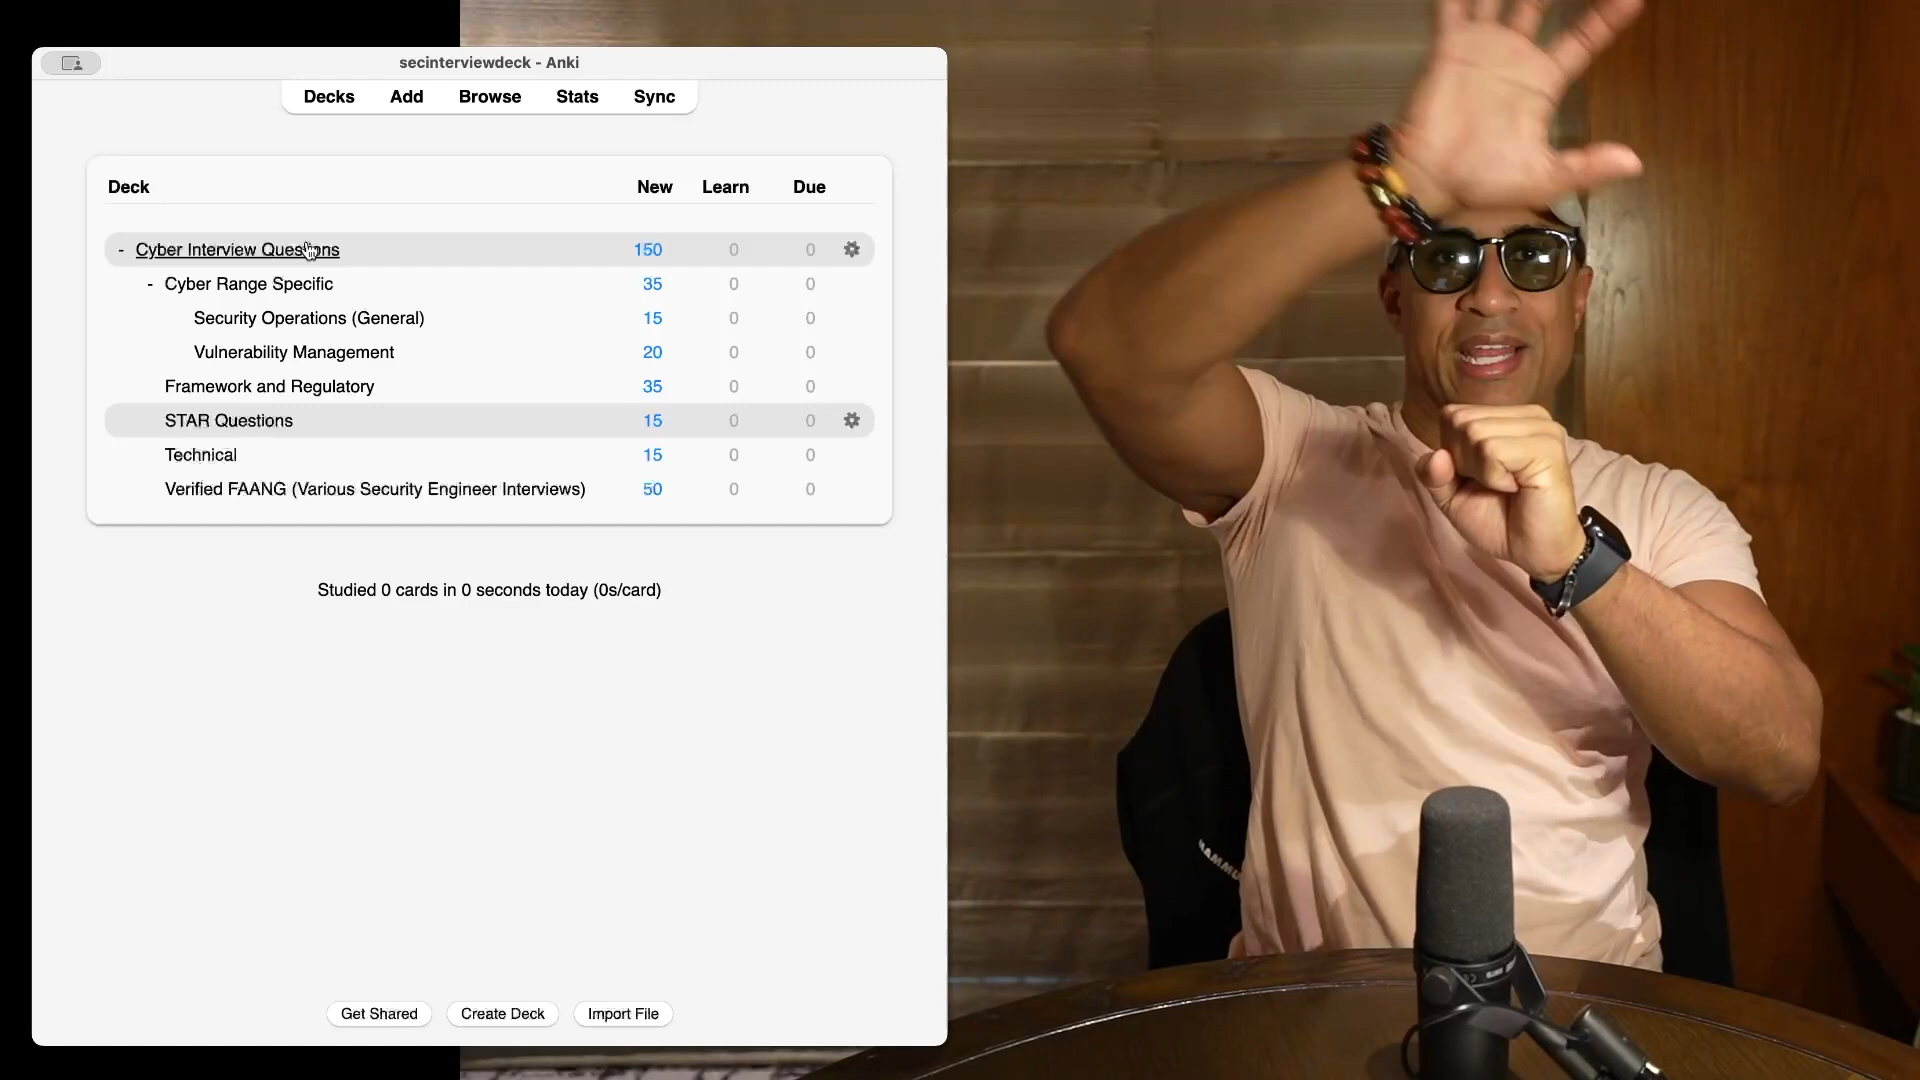 secinterviewdeck - Anki
Decks Add Browse Stats Sync
Deck New Learn Due
- Cyber Interview Questions 150 0 0
- Cyber Range Specific 35 0 0
Security Operations (General) 15 0 0
Vulnerability Management 20 0 0
Framework and Regulatory 35 0 0
STAR Questions 15 0 0
Technical 15 0 0
Verified FAANG (Various Security Engineer Interviews) 50 0 0
Studied 0 cards in 0 seconds today (0s/card)
Get Shared Create Deck Import File